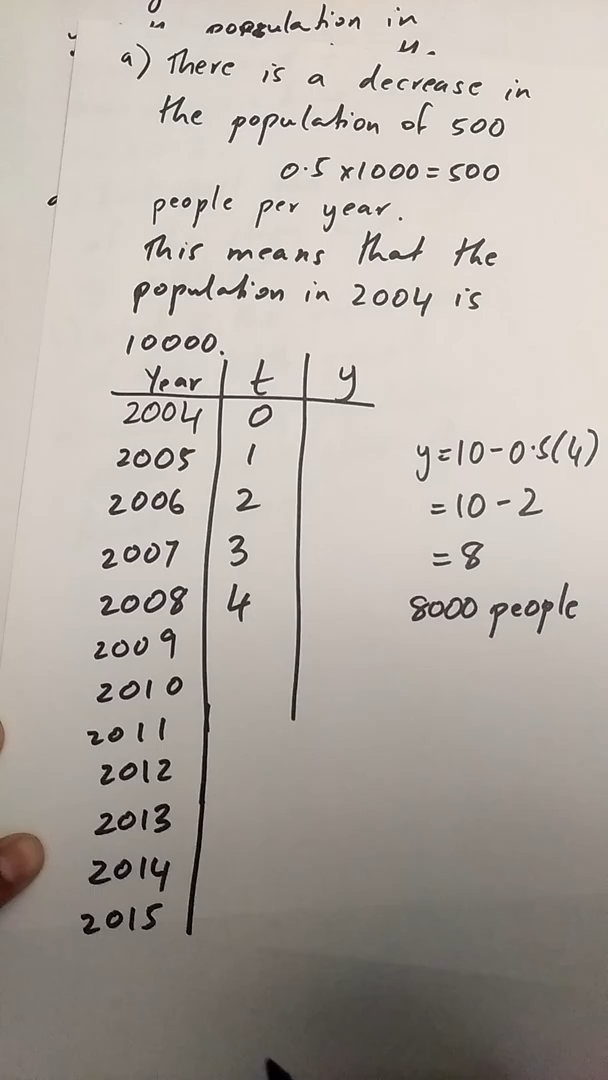 population in
a) There is a decrease in
the population of 500
0.5 x1000 = 500
people per year.
This means that the
population in 2004 is
10000.
Year t y
2004 0
2005 1
2006 2
2007 3
2008 4
2009
2010
2011
2012
2013
2014
2015
y=10-0.5(4)
=10-2
=8
8000 people